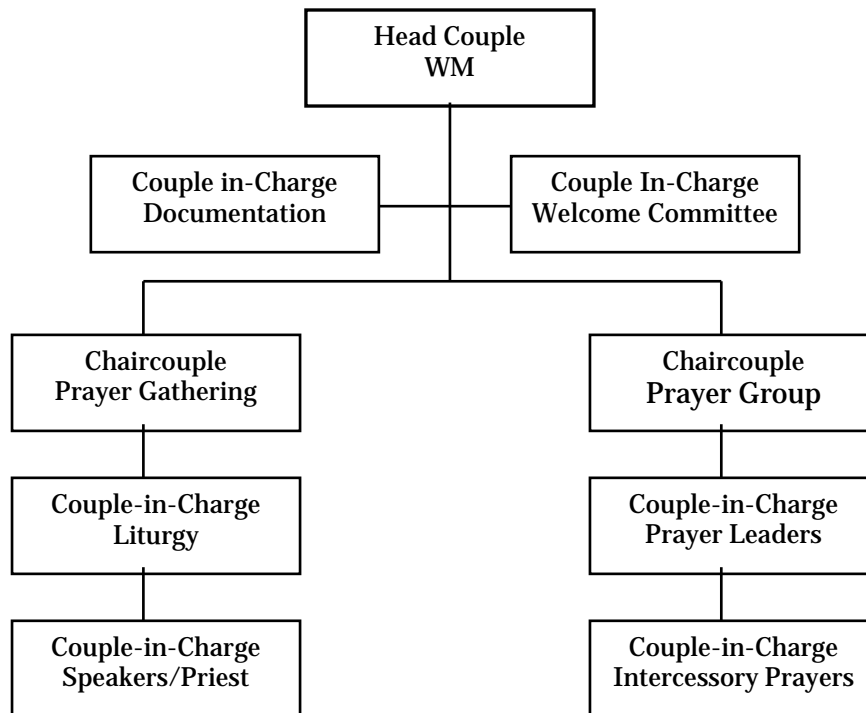 Head Couple
WM
Couple in-Charge
Documentation
Couple In-Charge
Welcome Committee
Chaircouple
Prayer Gathering
Chaircouple
Prayer Group
Couple-in-Charge
Liturgy
Couple-in-Charge
Prayer Leaders
Couple-in-Charge
Speakers/Priest
Couple-in-Charge
Intercessory Prayers